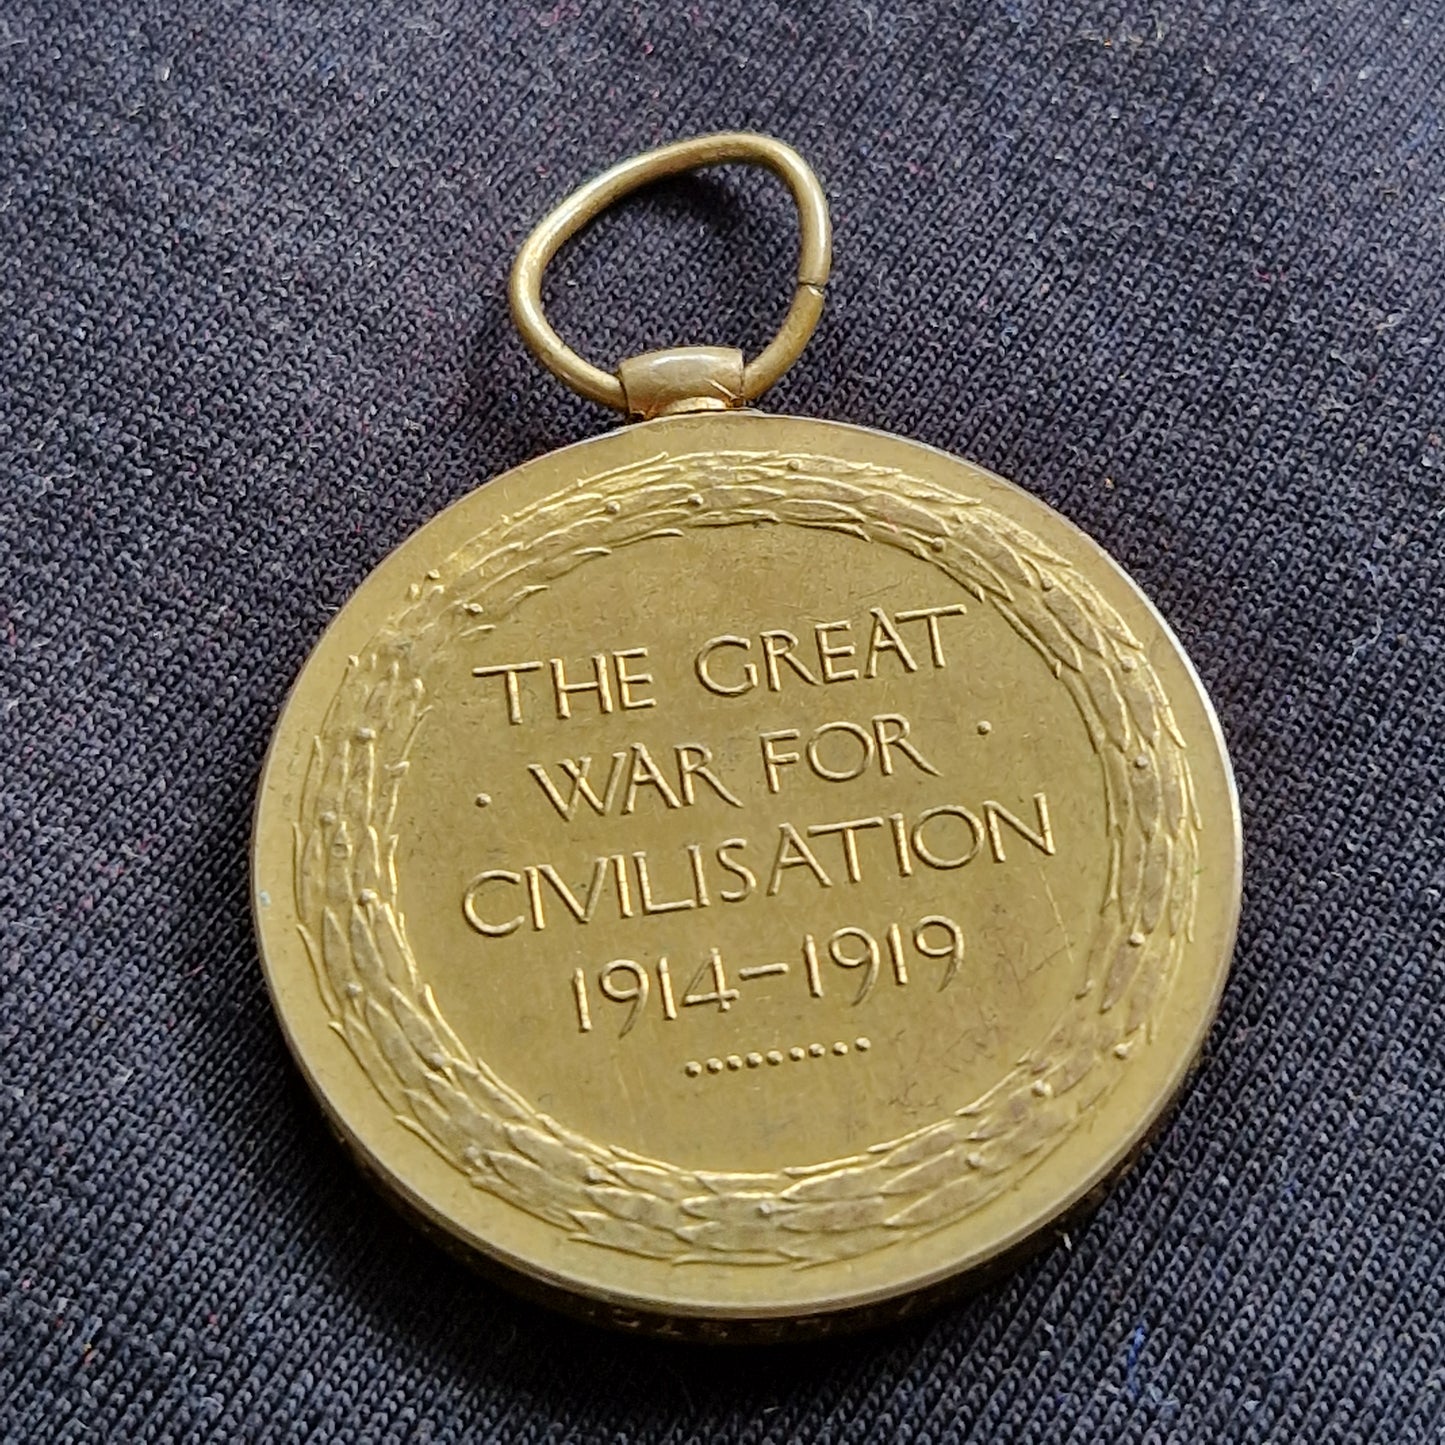 THE GREAT
· WAR FOR ·
CIVILISATION
1914-1919